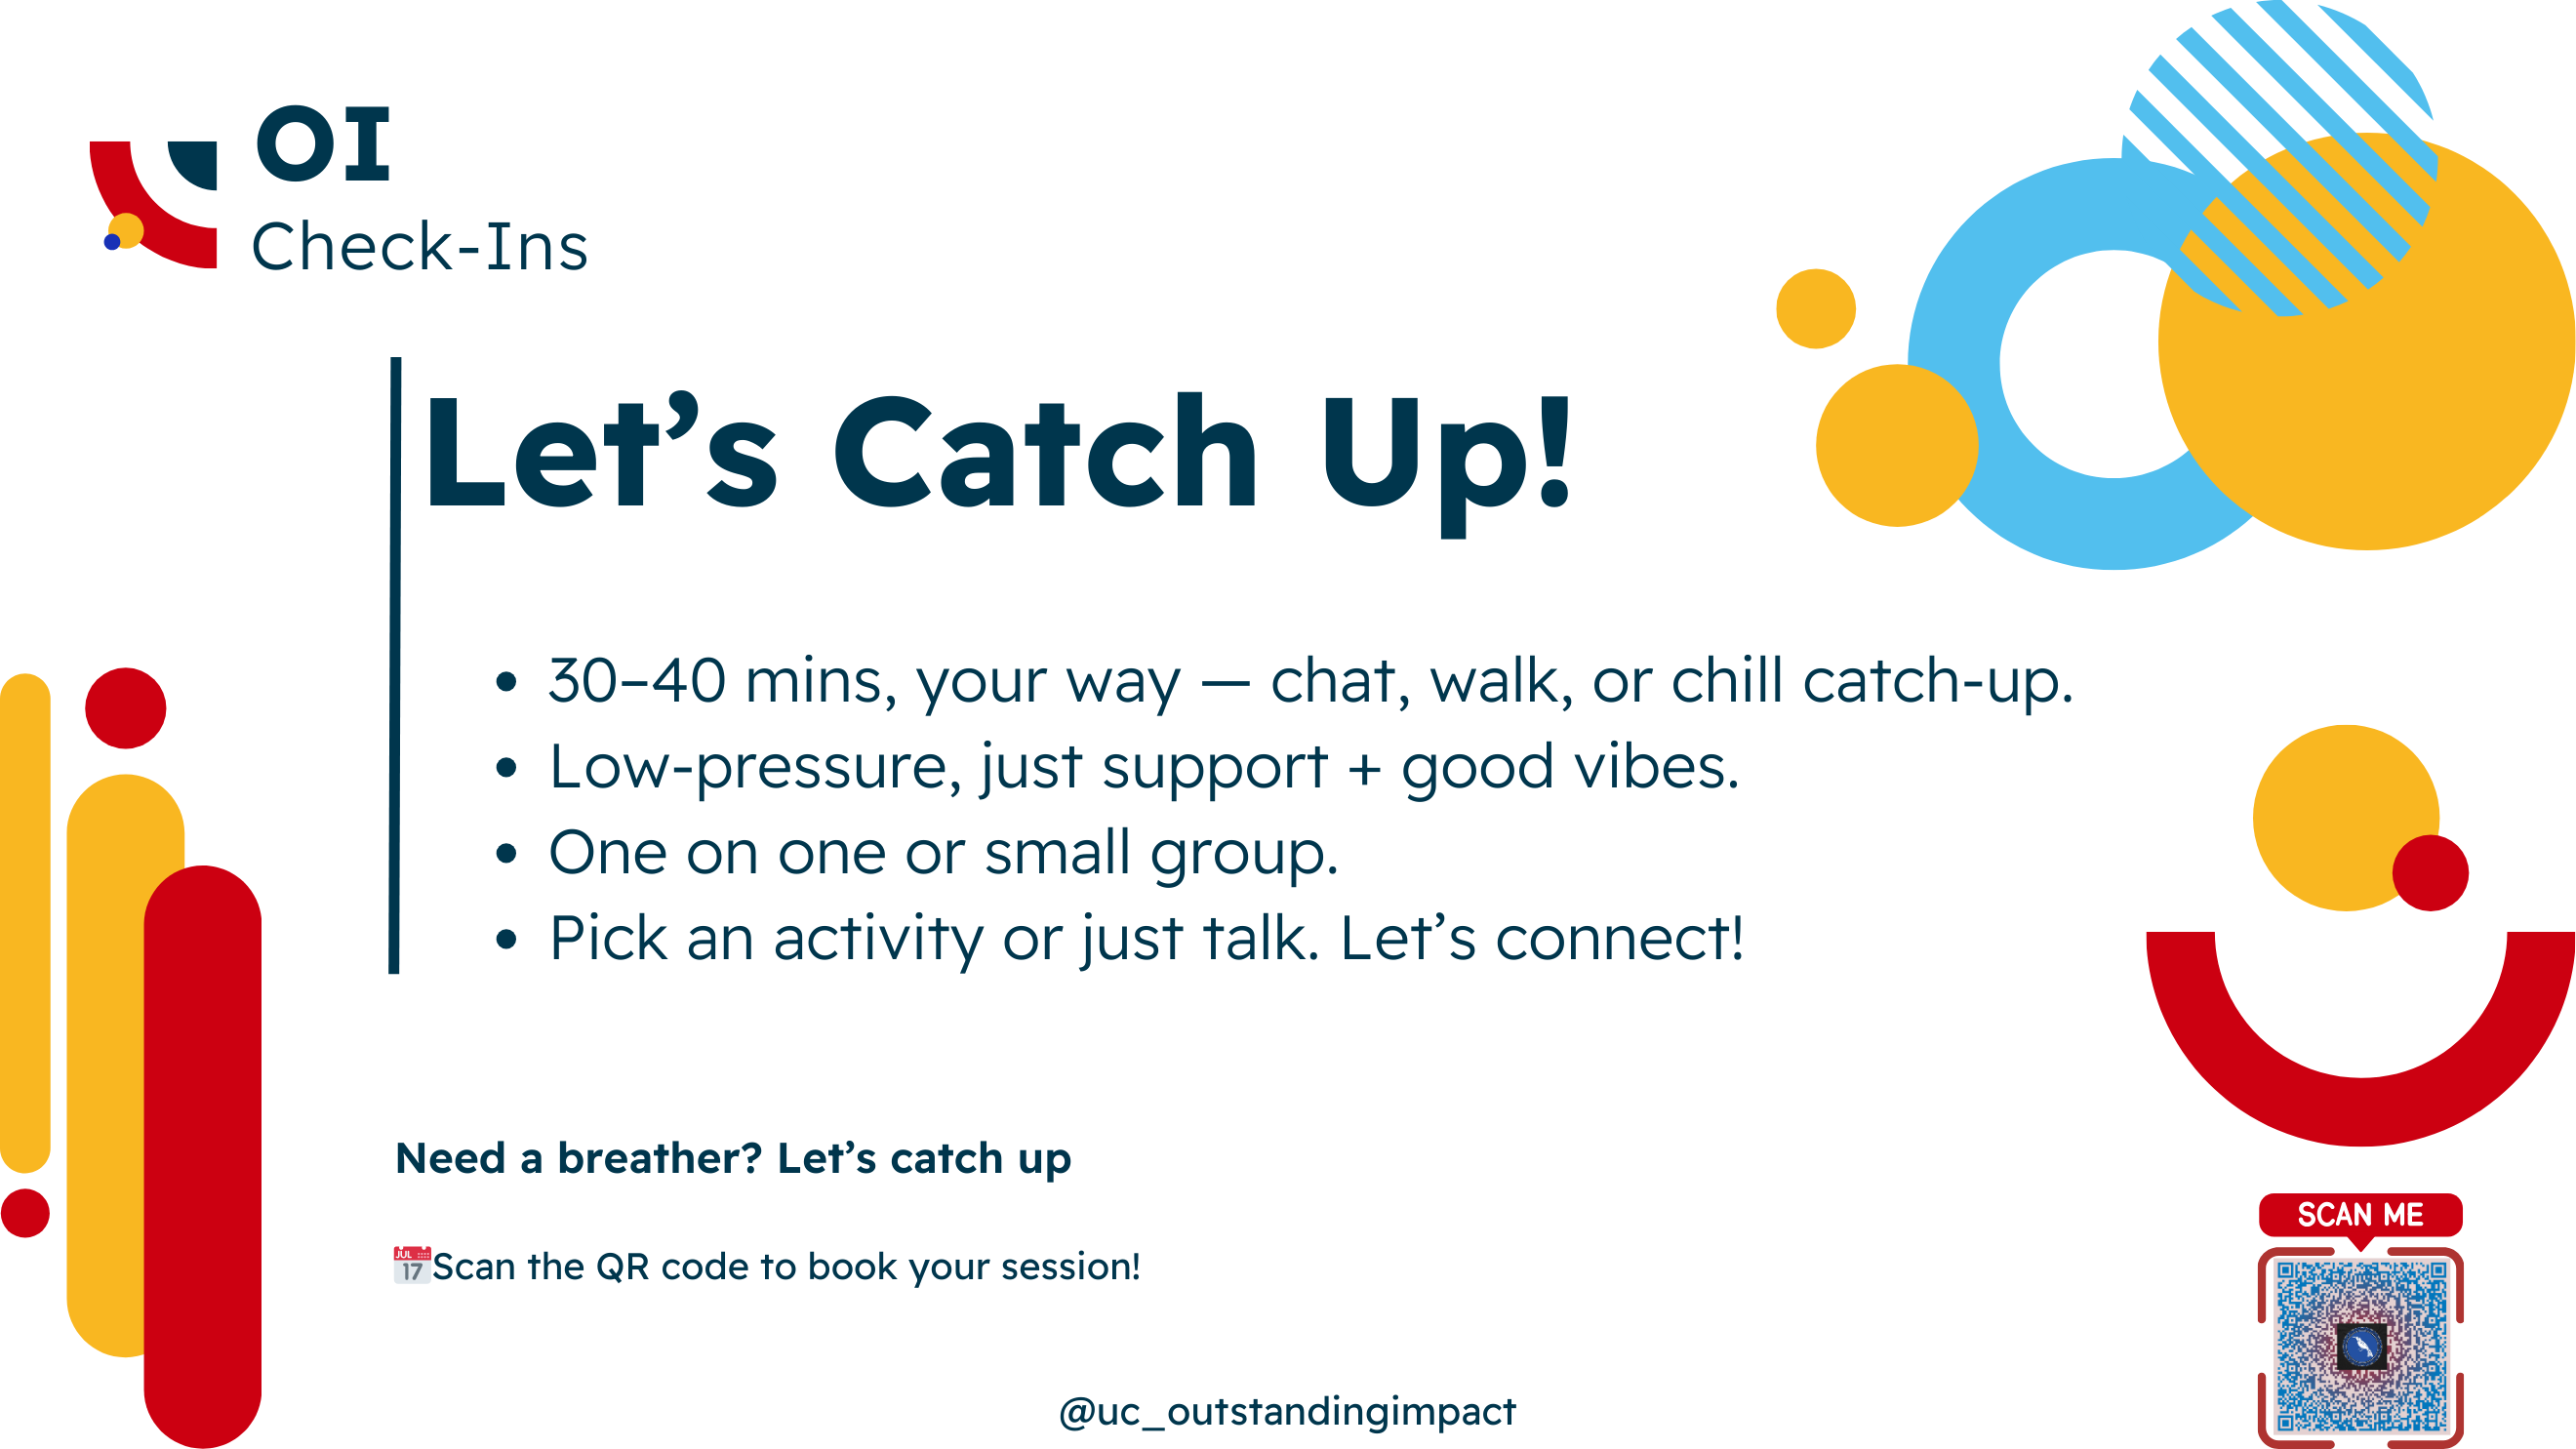 OI
Check-Ins
Let’s Catch Up!
• 30–40 mins, your way — chat, walk, or chill catch-up.
• Low-pressure, just support + good vibes.
• One on one or small group.
• Pick an activity or just talk. Let’s connect!
Need a breather? Let’s catch up
📅Scan the QR code to book your session!
SCAN ME
@uc_outstandingimpact